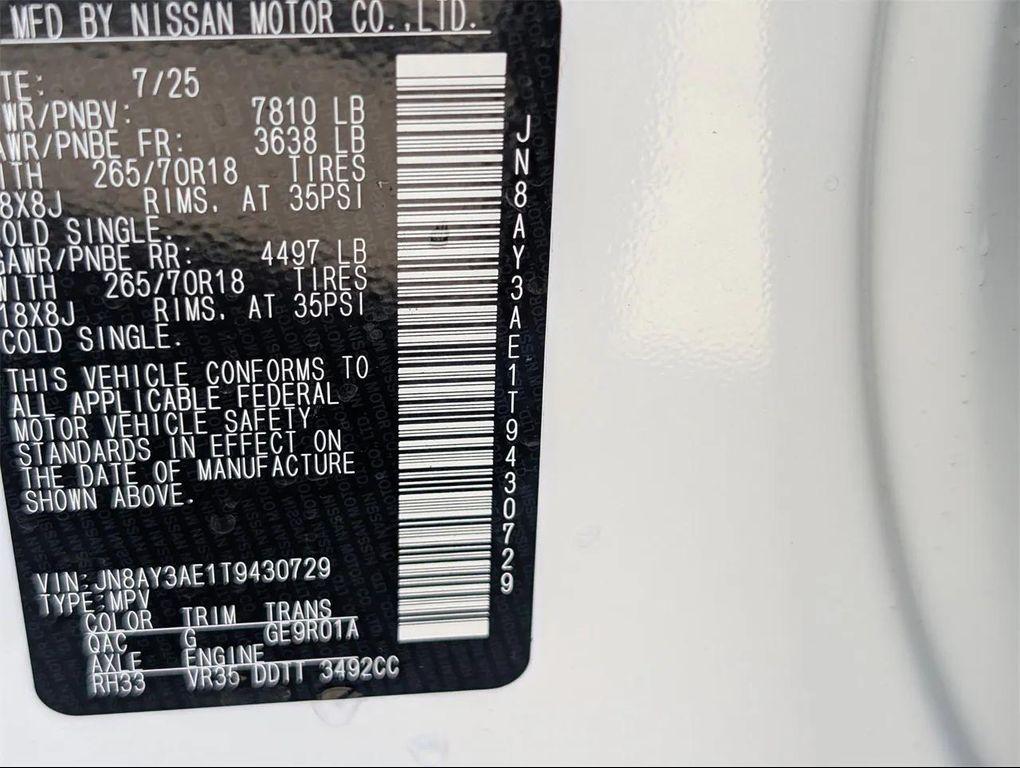 MFD BY NISSAN MOTOR CO.,LTD.
TE: 7/25
WR/PNBV: 7810 LB
AWR/PNBE FR: 3638 LB
ITH 265/70R18 TIRES
8X8J RIMS, AT 35PSI
OLD SINGLE.
GAWR/PNBE RR: 4497 LB
WITH 265/70R18 TIRES
18X8J RIMS, AT 35PSI
COLD SINGLE.
THIS VEHICLE CONFORMS TO
ALL APPLICABLE FEDERAL
MOTOR VEHICLE SAFETY
STANDARDS IN EFFECT ON
THE DATE OF MANUFACTURE
SHOWN ABOVE.
VIN:JN8AY3AE1T9430729
TYPE:MPV
COLOR TRIM TRANS
QAC G GE9R01A
AXLE ENGINE
RH33 VR35 DDTT 3492CC
JN8AY3AE1T9430729